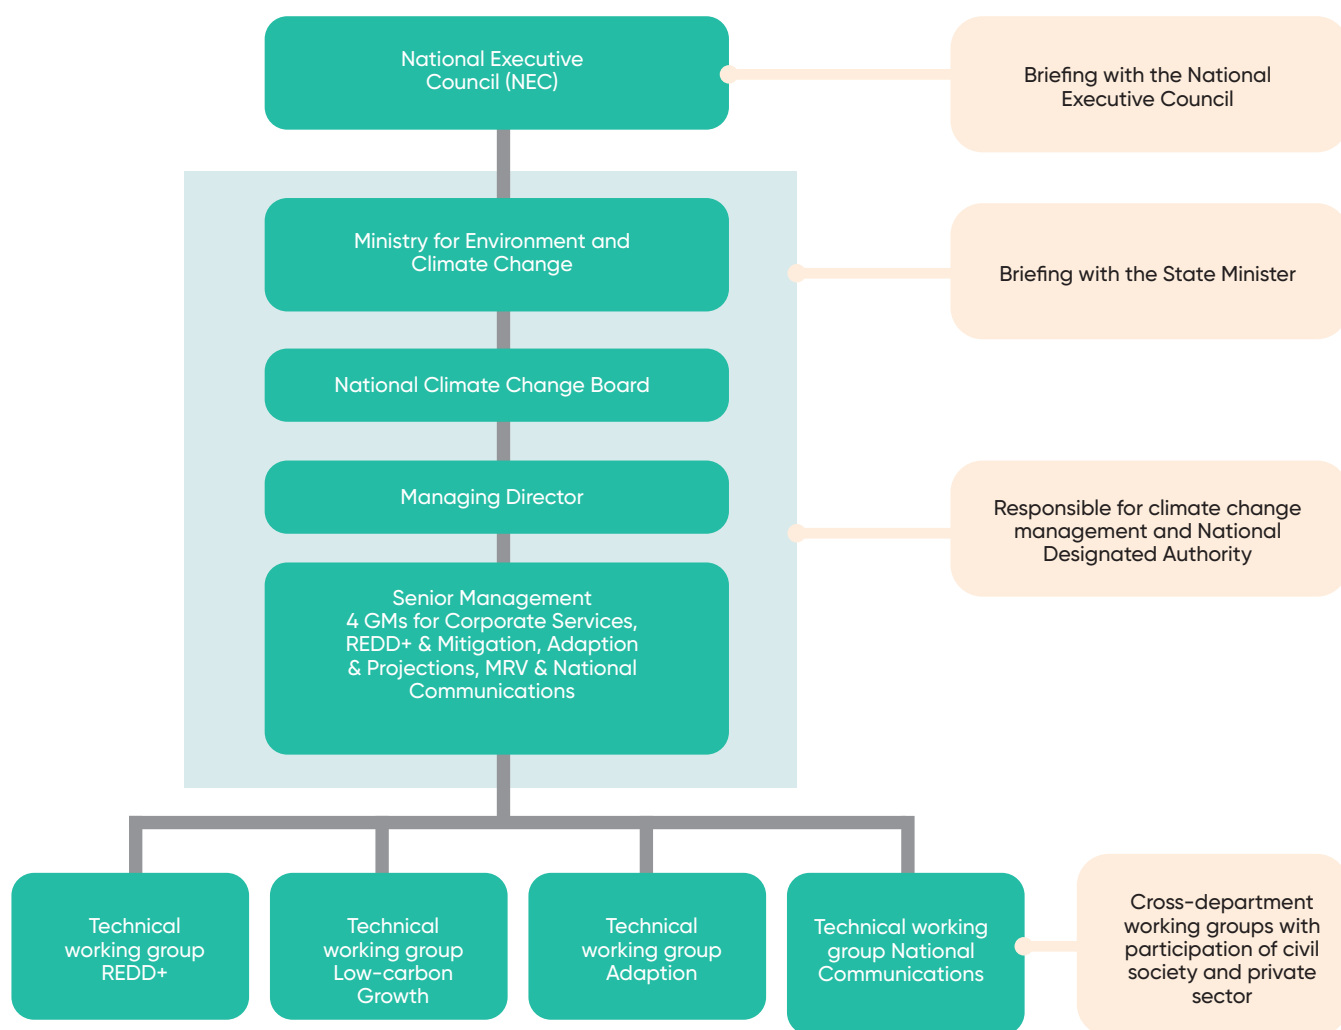 National Executive
Council (NEC)
Briefing with the National
Executive Council
Ministry for Environment and
Climate Change
Briefing with the State Minister
National Climate Change Board
Managing Director
Responsible for climate change
management and National
Designated Authority
Senior Management
4 GMs for Corporate Services,
REDD+ & Mitigation, Adaption
& Projections, MRV & National
Communications
Technical
working group
REDD+
Technical
working group
Low-carbon
Growth
Technical
working group
Adaption
Technical working
group National
Communications
Cross-department
working groups with
participation of civil
society and private
sector